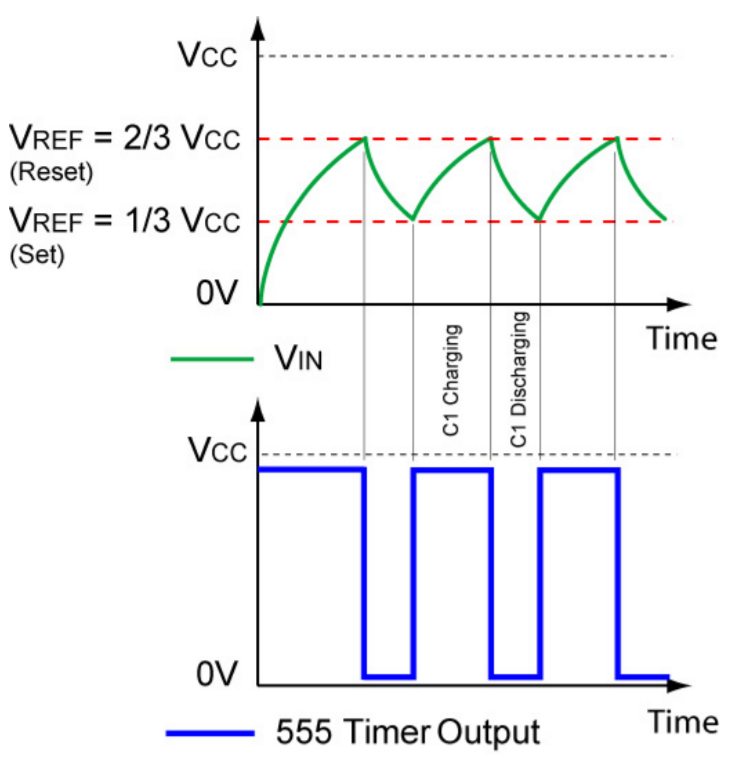 VCC
VREF = 2/3 VCC
(Reset)
VREF = 1/3 VCC
(Set)
0V
Time
VIN
C1 Charging
C1 Discharging
VCC
0V
Time
555 Timer Output